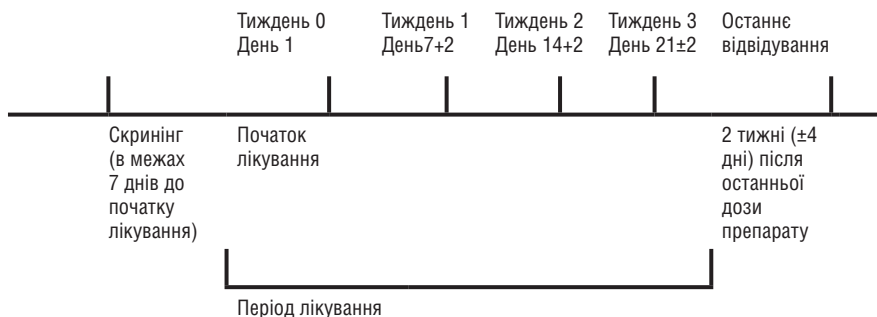 Тиждень 0
День 1
Тиждень 1
День7+2
Тиждень 2
День 14+2
Тиждень 3
День 21±2
Останнє
відвідування
Скринінг
(в межах
7 днів до
початку
лікування)
Початок
лікування
2 тижні (±4
дні) після
останньої
дози
препарату
Період лікування